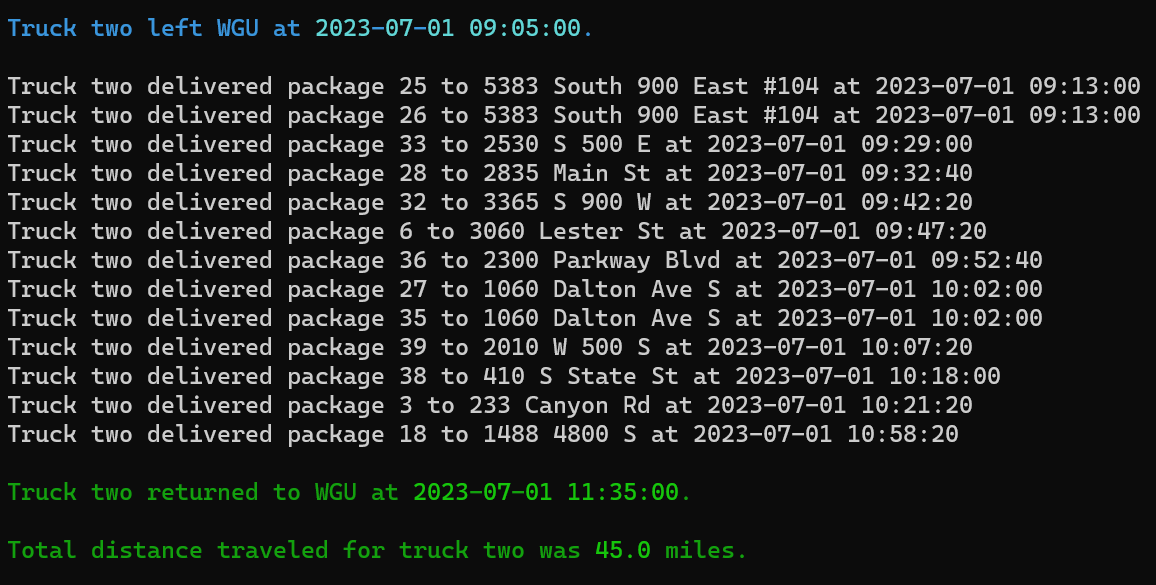 Truck two left WGU at 2023-07-01 09:05:00.
Truck two delivered package 25 to 5383 South 900 East #104 at 2023-07-01 09:13:00
Truck two delivered package 26 to 5383 South 900 East #104 at 2023-07-01 09:13:00
Truck two delivered package 33 to 2530 S 500 E at 2023-07-01 09:29:00
Truck two delivered package 28 to 2835 Main St at 2023-07-01 09:32:40
Truck two delivered package 32 to 3365 S 900 W at 2023-07-01 09:42:20
Truck two delivered package 6 to 3060 Lester St at 2023-07-01 09:47:20
Truck two delivered package 36 to 2300 Parkway Blvd at 2023-07-01 09:52:40
Truck two delivered package 27 to 1060 Dalton Ave S at 2023-07-01 10:02:00
Truck two delivered package 35 to 1060 Dalton Ave S at 2023-07-01 10:02:00
Truck two delivered package 39 to 2010 W 500 S at 2023-07-01 10:07:20
Truck two delivered package 38 to 410 S State St at 2023-07-01 10:18:00
Truck two delivered package 3 to 233 Canyon Rd at 2023-07-01 10:21:20
Truck two delivered package 18 to 1488 4800 S at 2023-07-01 10:58:20
Truck two returned to WGU at 2023-07-01 11:35:00.
Total distance traveled for truck two was 45.0 miles.